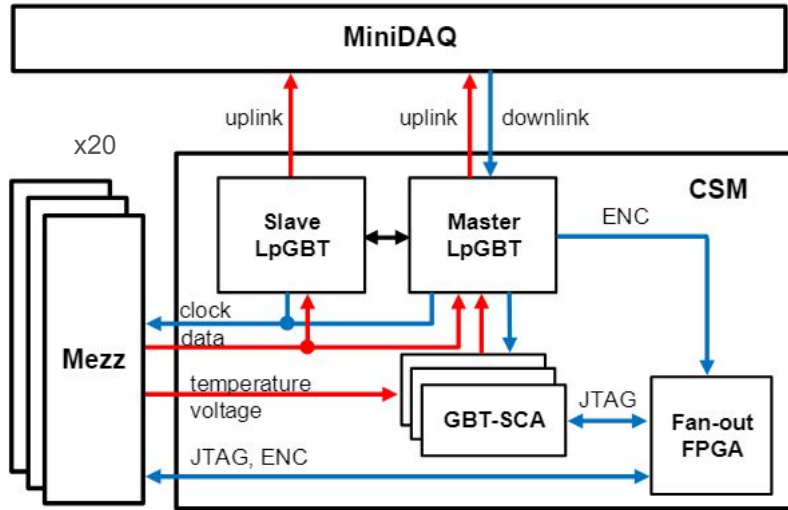 MiniDAQ
uplink
uplink
downlink
x20
CSM
Slave
LpGBT
Master
LpGBT
ENC
clock
data
Mezz
temperature
voltage
GBT-SCA
JTAG
Fan-out
FPGA
JTAG, ENC